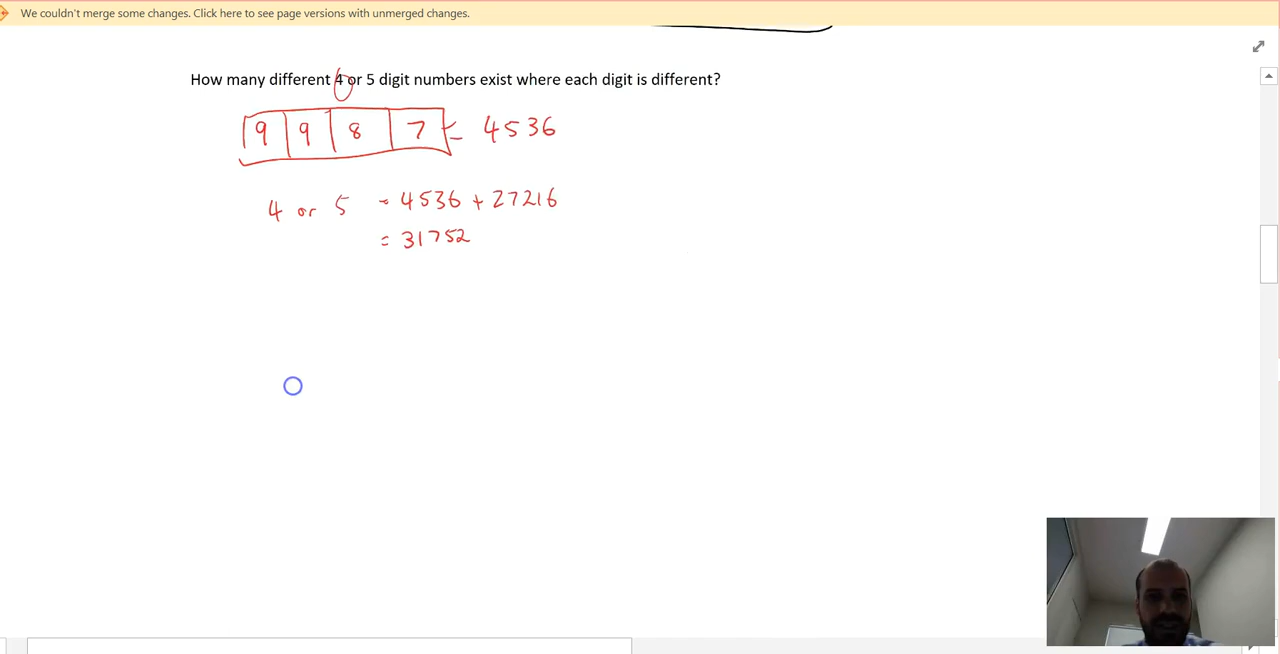 We couldn't merge some changes. Click here to see page versions with unmerged changes.
How many different 4 or 5 digit numbers exist where each digit is different?
9 9 8 7 = 4536
4 or 5 = 4536 + 27216
= 31752